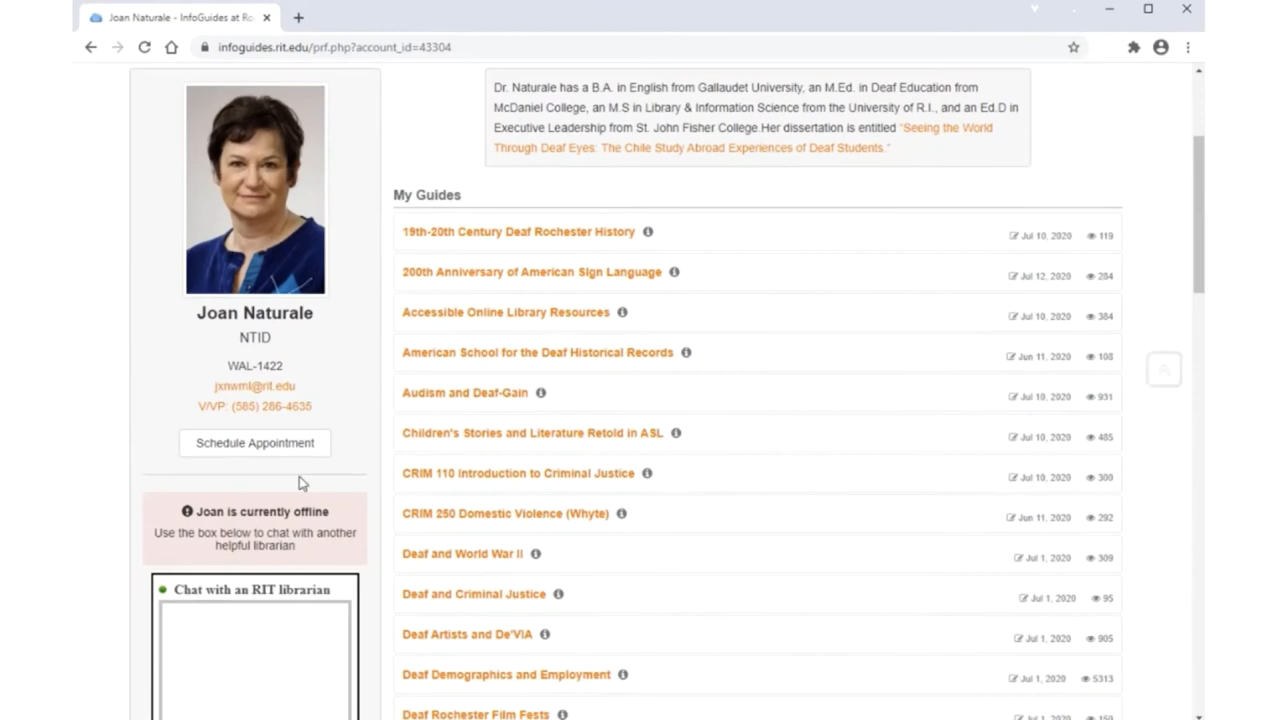 Joan Naturale - InfoGuides at Ro
infoguides.rit.edu/prf.php?account_id=43304
Dr. Naturale has a B.A. in English from Gallaudet University, an M.Ed. in Deaf Education from
McDaniel College, an M.S in Library & Information Science from the University of R.I., and an Ed.D in
Executive Leadership from St. John Fisher College.Her dissertation is entitled "Seeing the World
Through Deaf Eyes: The Chile Study Abroad Experiences of Deaf Students."
Joan Naturale
NTID
WAL-1422
jxnwml@rit.edu
V/VP: (585) 286-4635
Schedule Appointment
Joan is currently offline
Use the box below to chat with another
helpful librarian
Chat with an RIT librarian
My Guides
19th-20th Century Deaf Rochester History Jul 10, 2020 119
200th Anniversary of American Sign Language Jul 12, 2020 284
Accessible Online Library Resources Jul 10, 2020 384
American School for the Deaf Historical Records Jun 11, 2020 108
Audism and Deaf-Gain Jul 10, 2020 931
Children's Stories and Literature Retold in ASL Jul 10, 2020 485
CRIM 110 Introduction to Criminal Justice Jul 10, 2020 300
CRIM 250 Domestic Violence (Whyte) Jun 11, 2020 292
Deaf and World War II Jul 1, 2020 309
Deaf and Criminal Justice Jul 1, 2020 95
Deaf Artists and De'VIA Jul 1, 2020 905
Deaf Demographics and Employment Jul 1, 2020 5313
Deaf Rochester Film Fests Jul 1, 2020